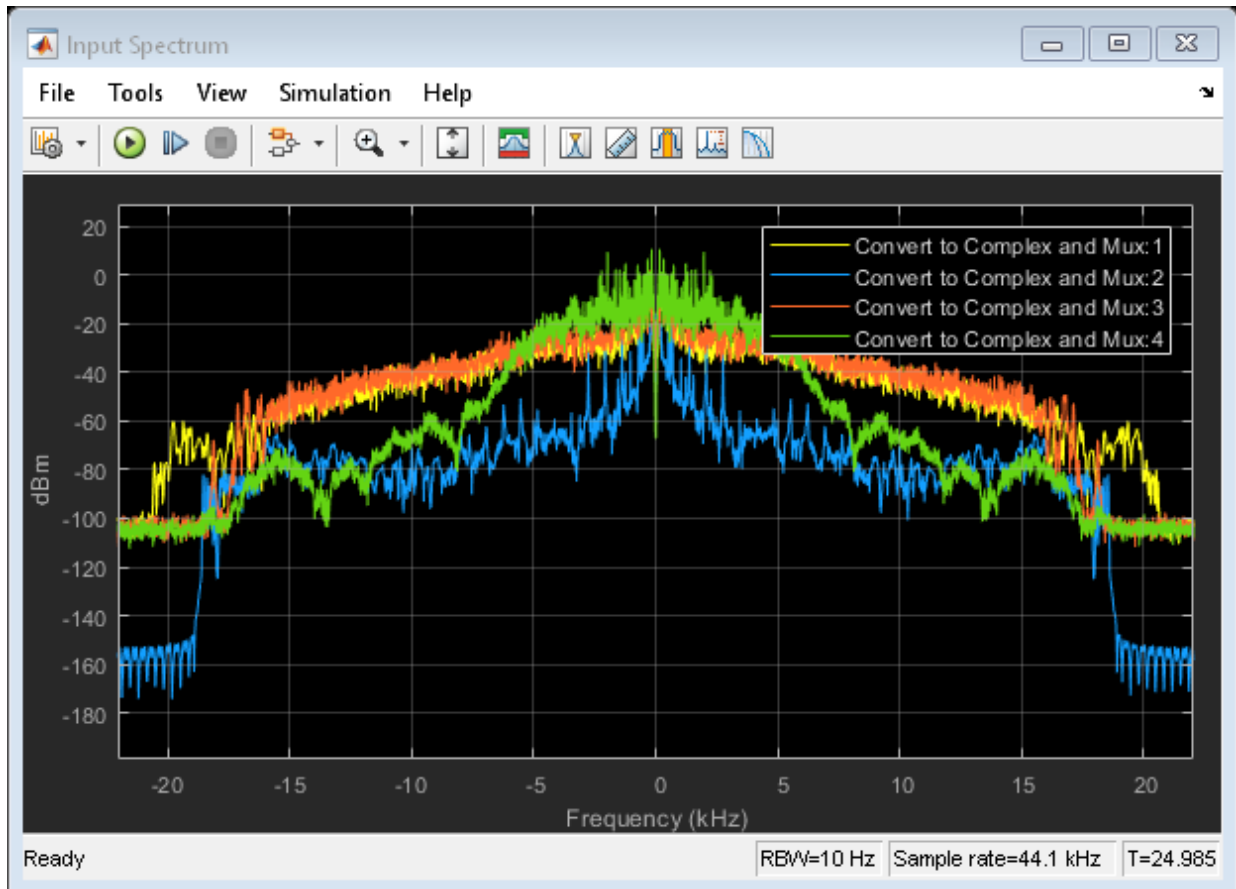 Input Spectrum
File Tools View Simulation Help
20
0
-20
-40
-60
-80
-100
-120
-140
-160
-180
dBm
Convert to Complex and Mux:1
Convert to Complex and Mux:2
Convert to Complex and Mux:3
Convert to Complex and Mux:4
-20 -15 -10 -5 0 5 10 15 20
Frequency (kHz)
Ready RBW=10 Hz Sample rate=44.1 kHz T=24.985